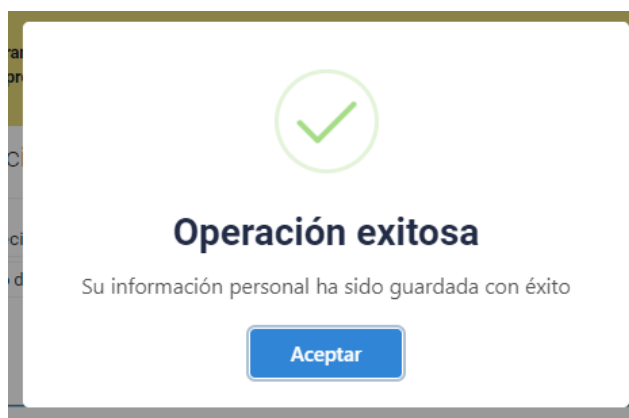 Operación exitosa
Su información personal ha sido guardada con éxito
Aceptar